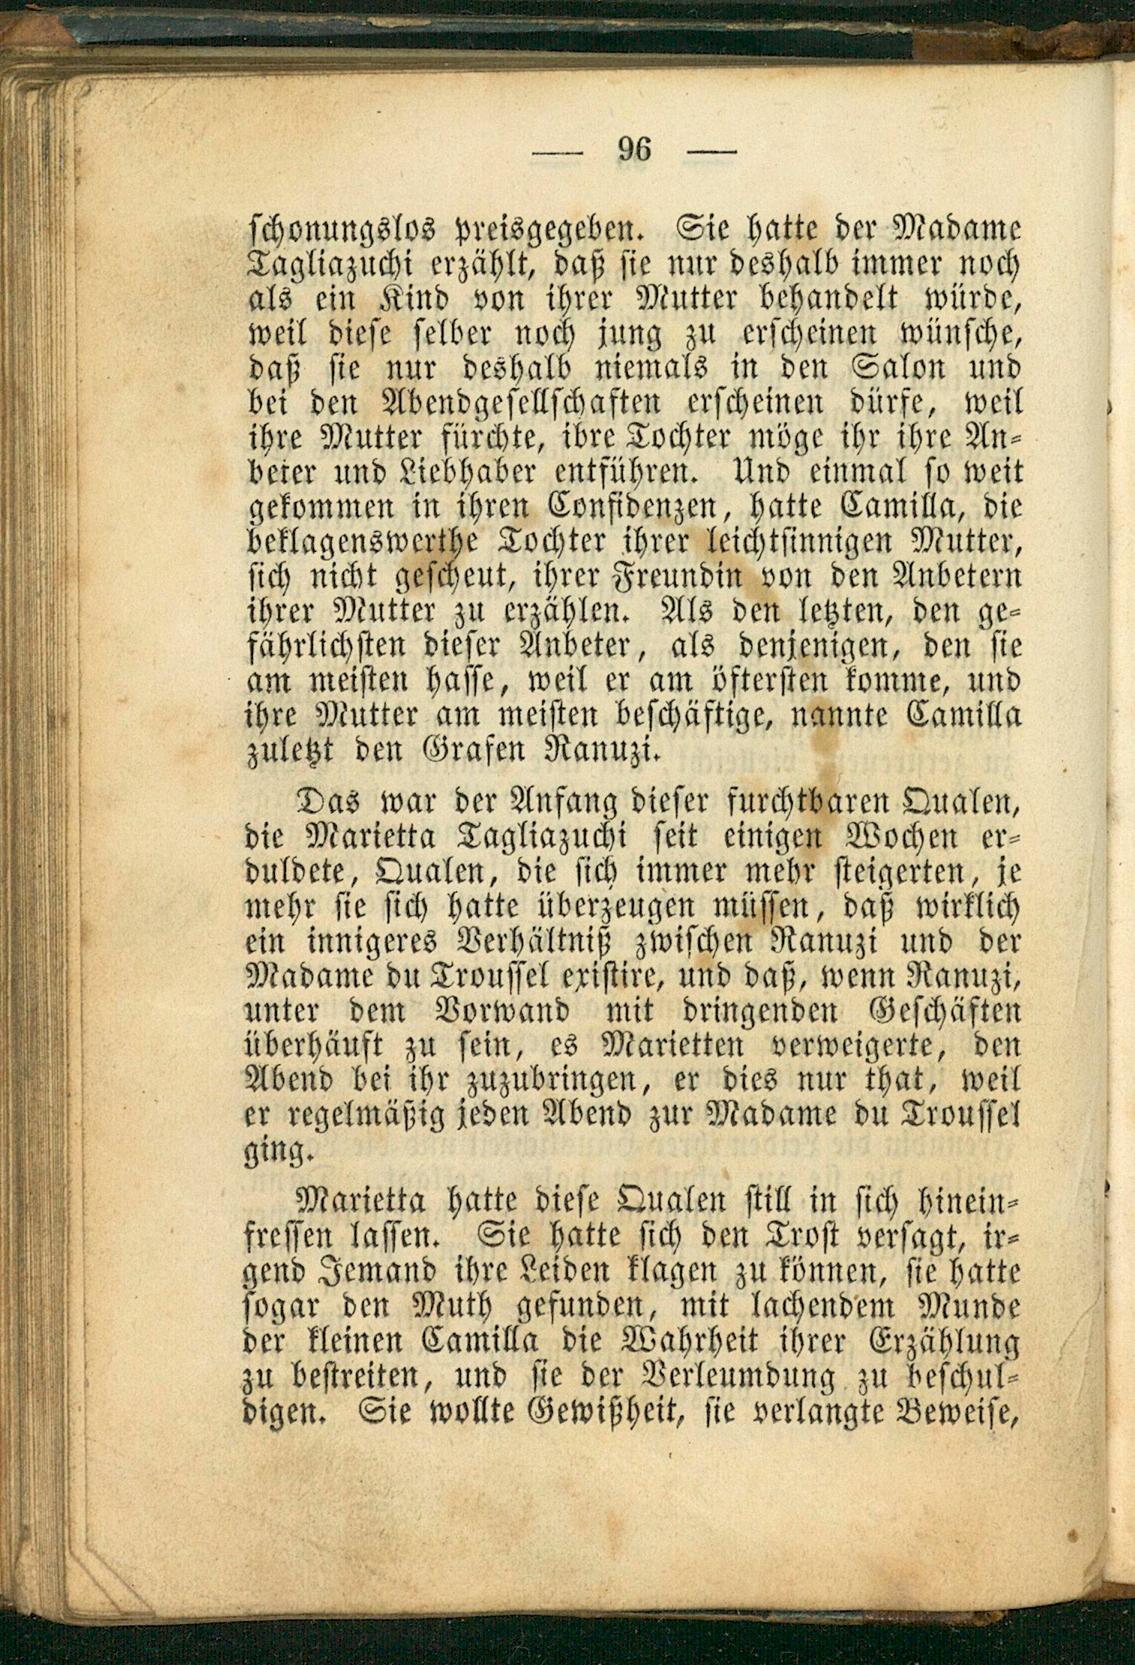 — 96 —
schonungslos preisgegeben. Sie hatte der Madame
Tagliazuchi erzählt, daß sie nur deshalb immer noch
als ein Kind von ihrer Mutter behandelt würde,
weil diese selber noch jung zu erscheinen wünsche,
daß sie nur deshalb niemals in den Salon und
bei den Abendgesellschaften erscheinen dürfe, weil
ihre Mutter fürchte, ibre Tochter möge ihr ihre An-
beter und Liebhaber entführen. Und einmal so weit
gekommen in ihren Confidenzen, hatte Camilla, die
beklagenswerthe Tochter ihrer leichtsinnigen Mutter,
sich nicht gescheut, ihrer Freundin von den Anbetern
ihrer Mutter zu erzählen. Als den letzten, den ge-
fährlichsten dieser Anbeter, als denjenigen, den sie
am meisten hasse, weil er am öftersten komme, und
ihre Mutter am meisten beschäftige, nannte Camilla
zuletzt den Grafen Ranuzi.
Das war der Anfang dieser furchtbaren Qualen,
die Marietta Tagliazuchi seit einigen Wochen er-
duldete, Qualen, die sich immer mehr steigerten, je
mehr sie sich hatte überzeugen müssen, daß wirklich
ein innigeres Verhältniß zwischen Ranuzi und der
Madame du Troussel existire, und daß, wenn Ranuzi,
unter dem Vorwand mit dringenden Geschäften
überhäuft zu sein, es Marietten verweigerte, den
Abend bei ihr zuzubringen, er dies nur that, weil
er regelmäßig jeden Abend zur Madame du Troussel
ging.
Marietta hatte diese Qualen still in sich hinein-
fressen lassen. Sie hatte sich den Trost versagt, ir-
gend Jemand ihre Leiden klagen zu können, sie hatte
sogar den Muth gefunden, mit lachendem Munde
der kleinen Camilla die Wahrheit ihrer Erzählung
zu bestreiten, und sie der Verleumdung zu beschul-
digen. Sie wollte Gewißheit, sie verlangte Beweise,